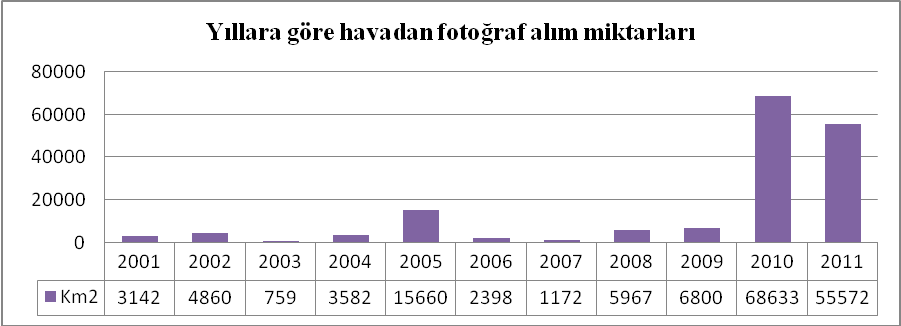 Yıllara göre havadan fotoğraf alım miktarları
80000
60000
40000
20000
0
2001 2002 2003 2004 2005 2006 2007 2008 2009 2010 2011
Km2 3142 4860 759 3582 15660 2398 1172 5967 6800 68633 55572